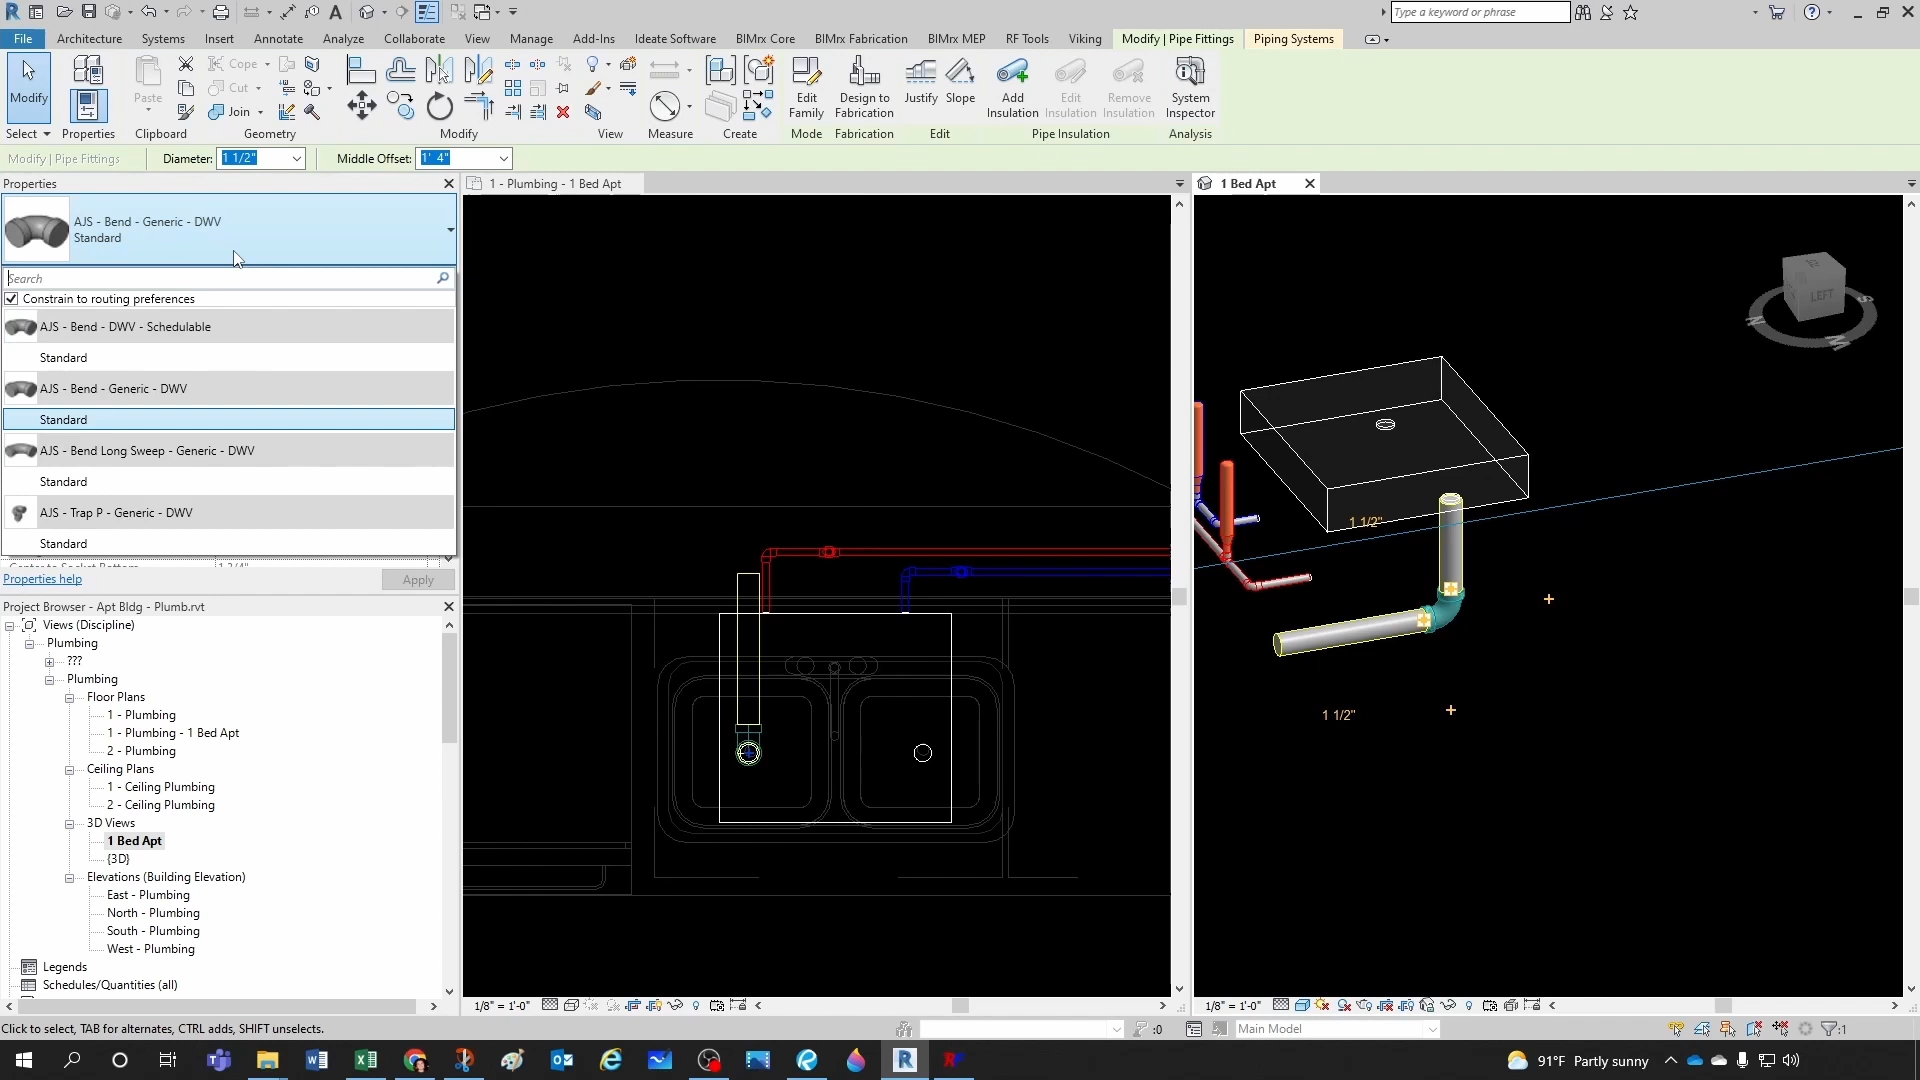 Type a keyword or phrase
File Architecture Systems Insert Annotate Analyze Collaborate View Manage Add-Ins Ideate Software BIMrx Core BIMrx Fabrication BIMrx MEP RF Tools Viking Modify | Pipe Fittings Piping Systems
Modify Paste Cope Cut Join Edit Family Design to Fabrication Justify Slope Add Insulation Edit Insulation Remove Insulation System Inspector
Select Properties Clipboard Geometry Modify View Measure Create Mode Fabrication Edit Pipe Insulation Analysis
Modify | Pipe Fittings Diameter: 1 1/2" Middle Offset: 1' 4"
Properties
AJS - Bend - Generic - DWV
Standard
Search
Constrain to routing preferences
AJS - Bend - DWV - Schedulable
Standard
AJS - Bend - Generic - DWV
Standard
AJS - Bend Long Sweep - Generic - DWV
Standard
AJS - Trap P - Generic - DWV
Standard
Properties help Apply
Project Browser - Apt Bldg - Plumb.rvt
Views (Discipline)
Plumbing
???
Plumbing
Floor Plans
1 - Plumbing
1 - Plumbing - 1 Bed Apt
2 - Plumbing
Ceiling Plans
1 - Ceiling Plumbing
2 - Ceiling Plumbing
3D Views
1 Bed Apt
{3D}
Elevations (Building Elevation)
East - Plumbing
North - Plumbing
South - Plumbing
West - Plumbing
Legends
Schedules/Quantities (all)
1 - Plumbing - 1 Bed Apt
1/8" = 1'-0"
1 Bed Apt
LEFT
1 1/2"
1 1/2"
1/8" = 1'-0"
Click to select, TAB for alternates, CTRL adds, SHIFT unselects.
:0
Main Model
:1
91°F Partly sunny